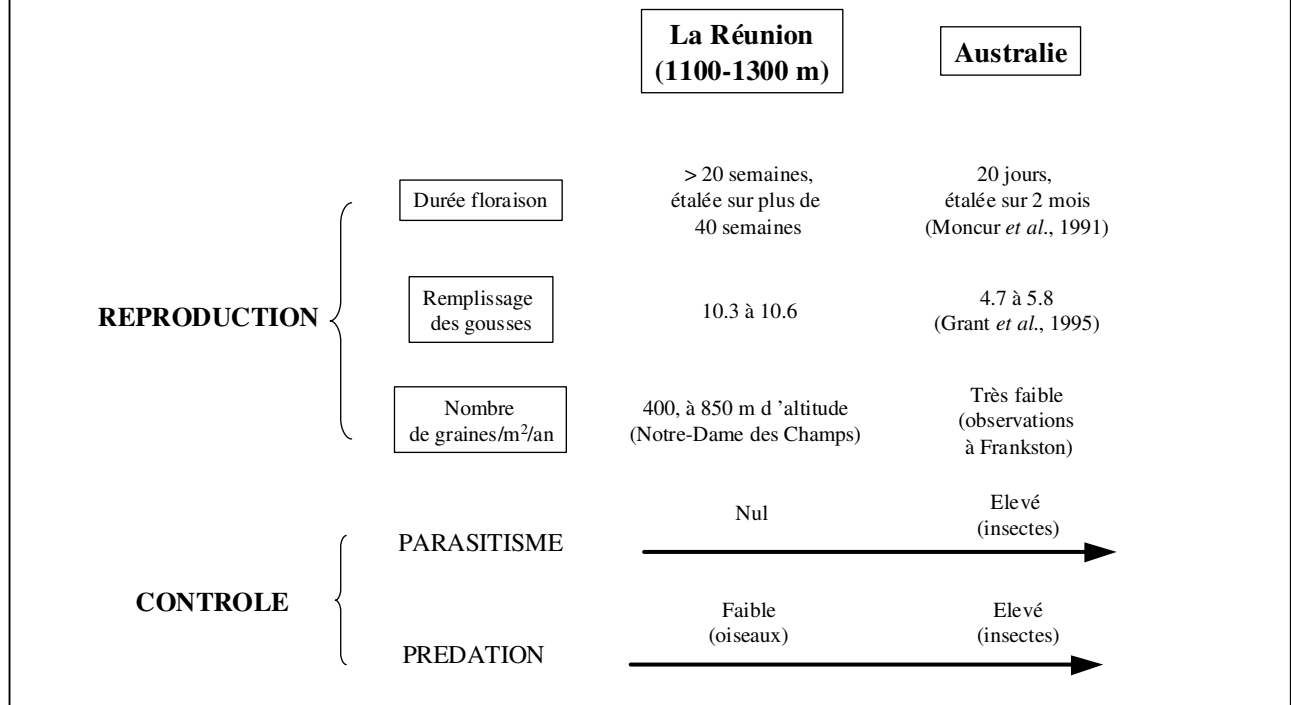 La Réunion
(1100-1300 m)
Australie
Durée floraison
> 20 semaines,
étalée sur plus de
40 semaines
20 jours,
étalée sur 2 mois
(Moncur et al., 1991)
REPRODUCTION
Remplissage
des gousses
10.3 à 10.6
4.7 à 5.8
(Grant et al., 1995)
Nombre
de graines/m²/an
400, à 850 m d ’altitude
(Notre-Dame des Champs)
Très faible
(observations
à Frankston)
CONTROLE
PARASITISME
Nul
Elevé
(insectes)
PREDATION
Faible
(oiseaux)
Elevé
(insectes)